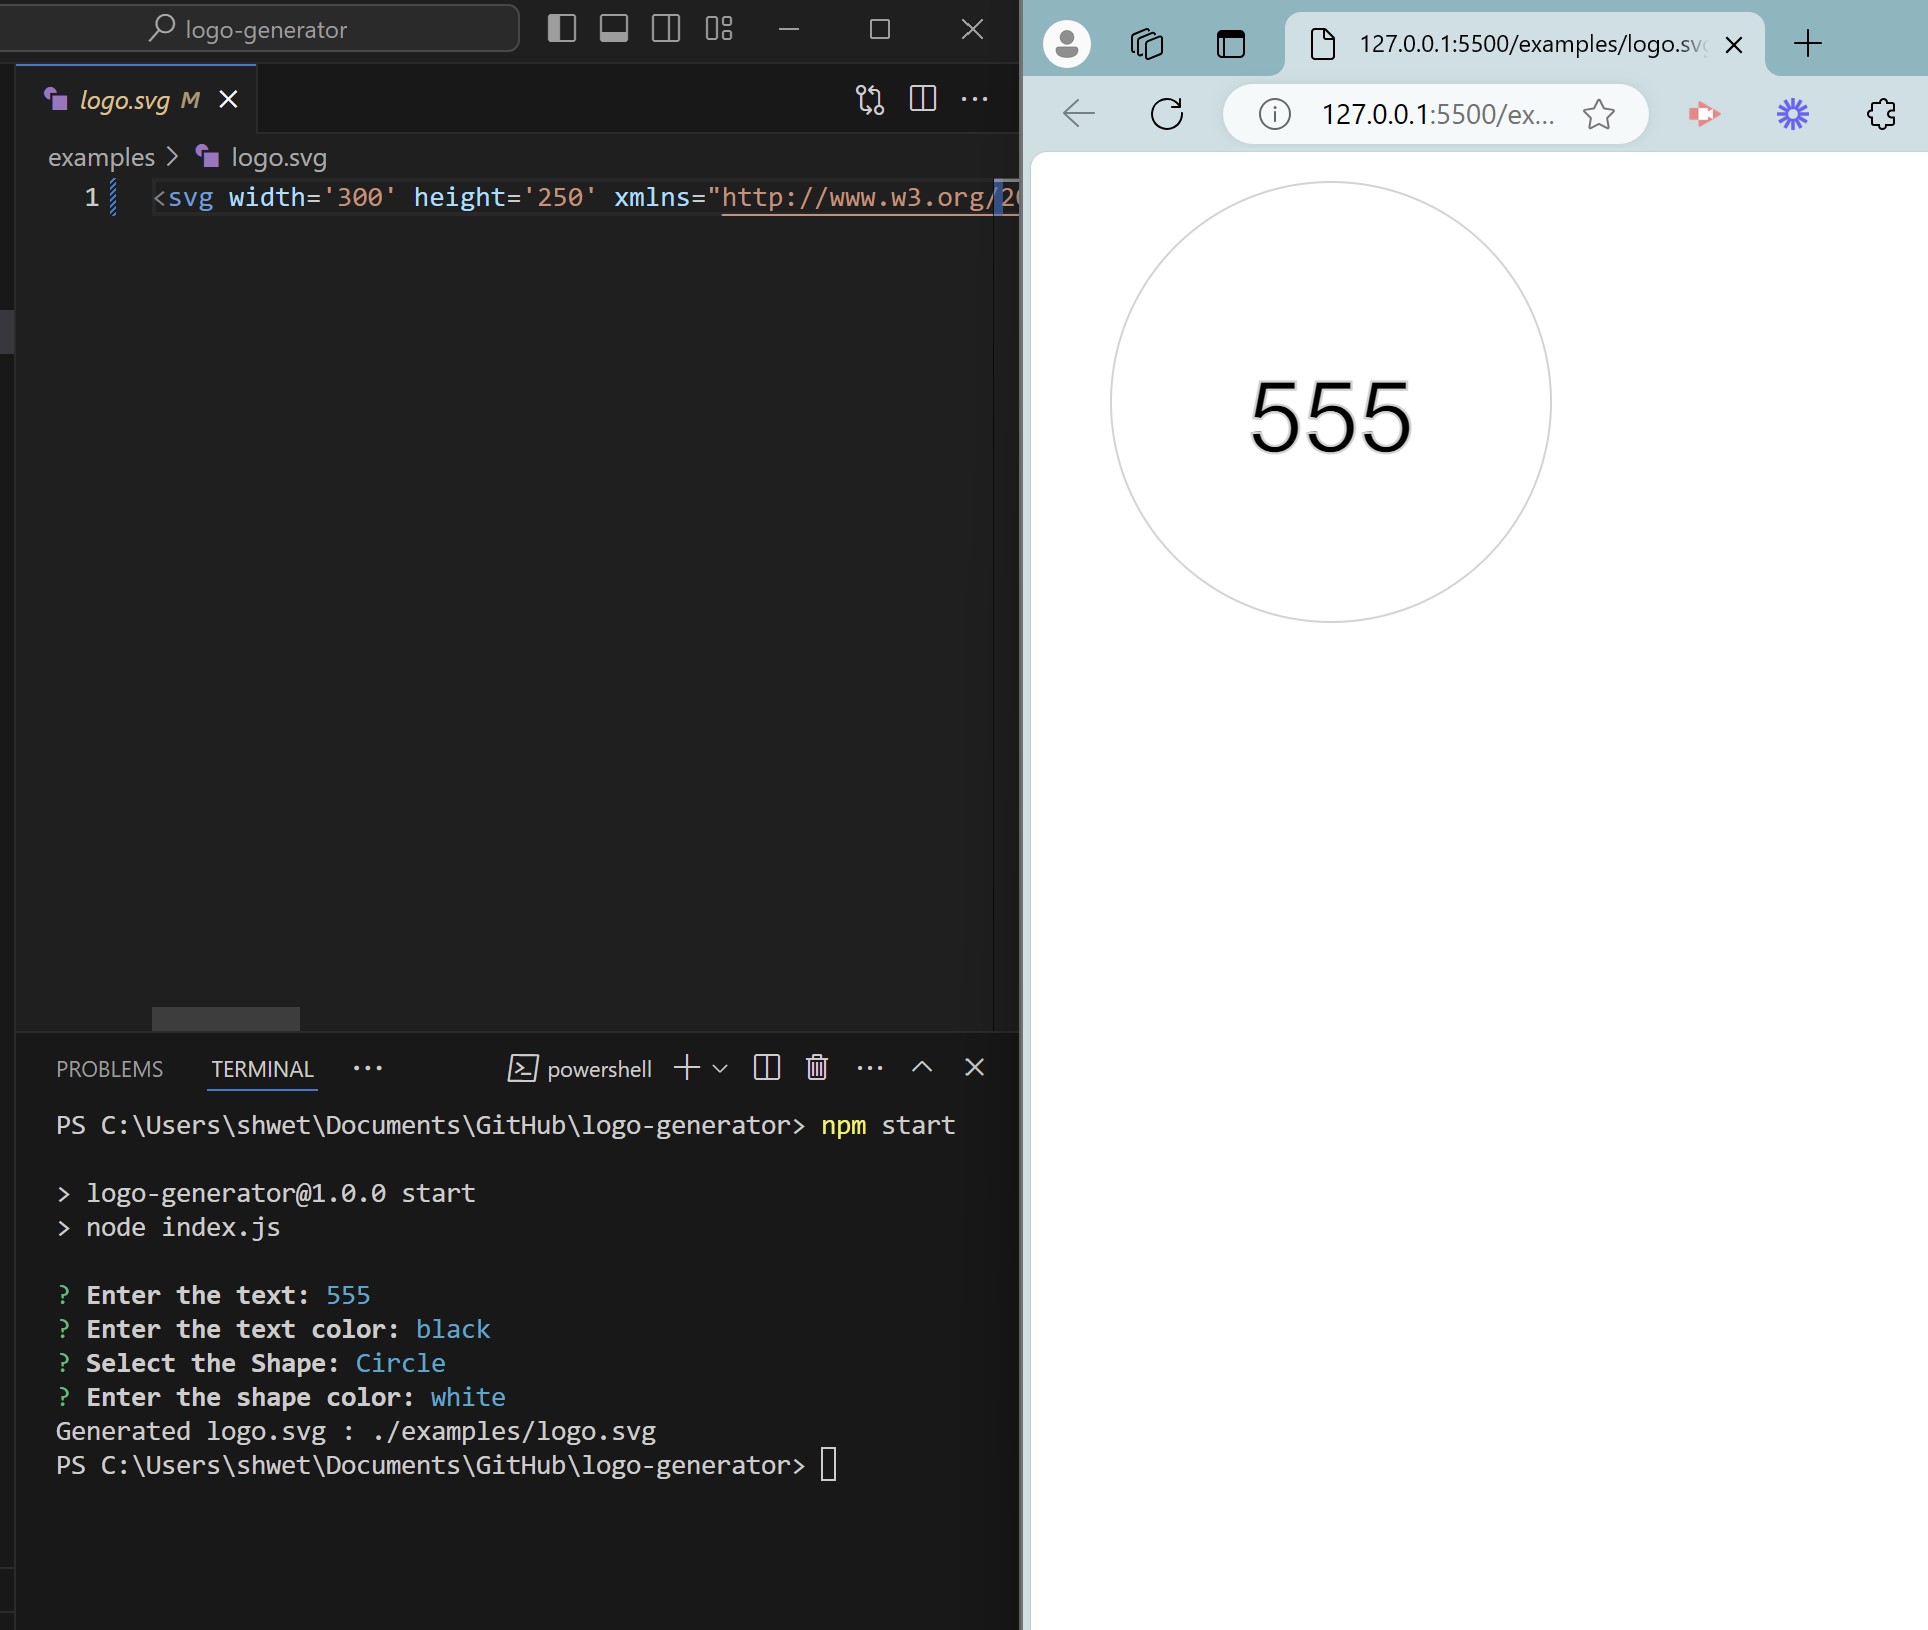 logo-generator
logo.svg M
examples > logo.svg
1 <svg width='300' height='250' xmlns="http://www.w3.org/20
PROBLEMS TERMINAL ··· powershell
PS C:\Users\shwet\Documents\GitHub\logo-generator> npm start
> logo-generator@1.0.0 start
> node index.js
? Enter the text: 555
? Enter the text color: black
? Select the Shape: Circle
? Enter the shape color: white
Generated logo.svg : ./examples/logo.svg
PS C:\Users\shwet\Documents\GitHub\logo-generator>
127.0.0.1:5500/examples/logo.svg
127.0.0.1:5500/ex...
555